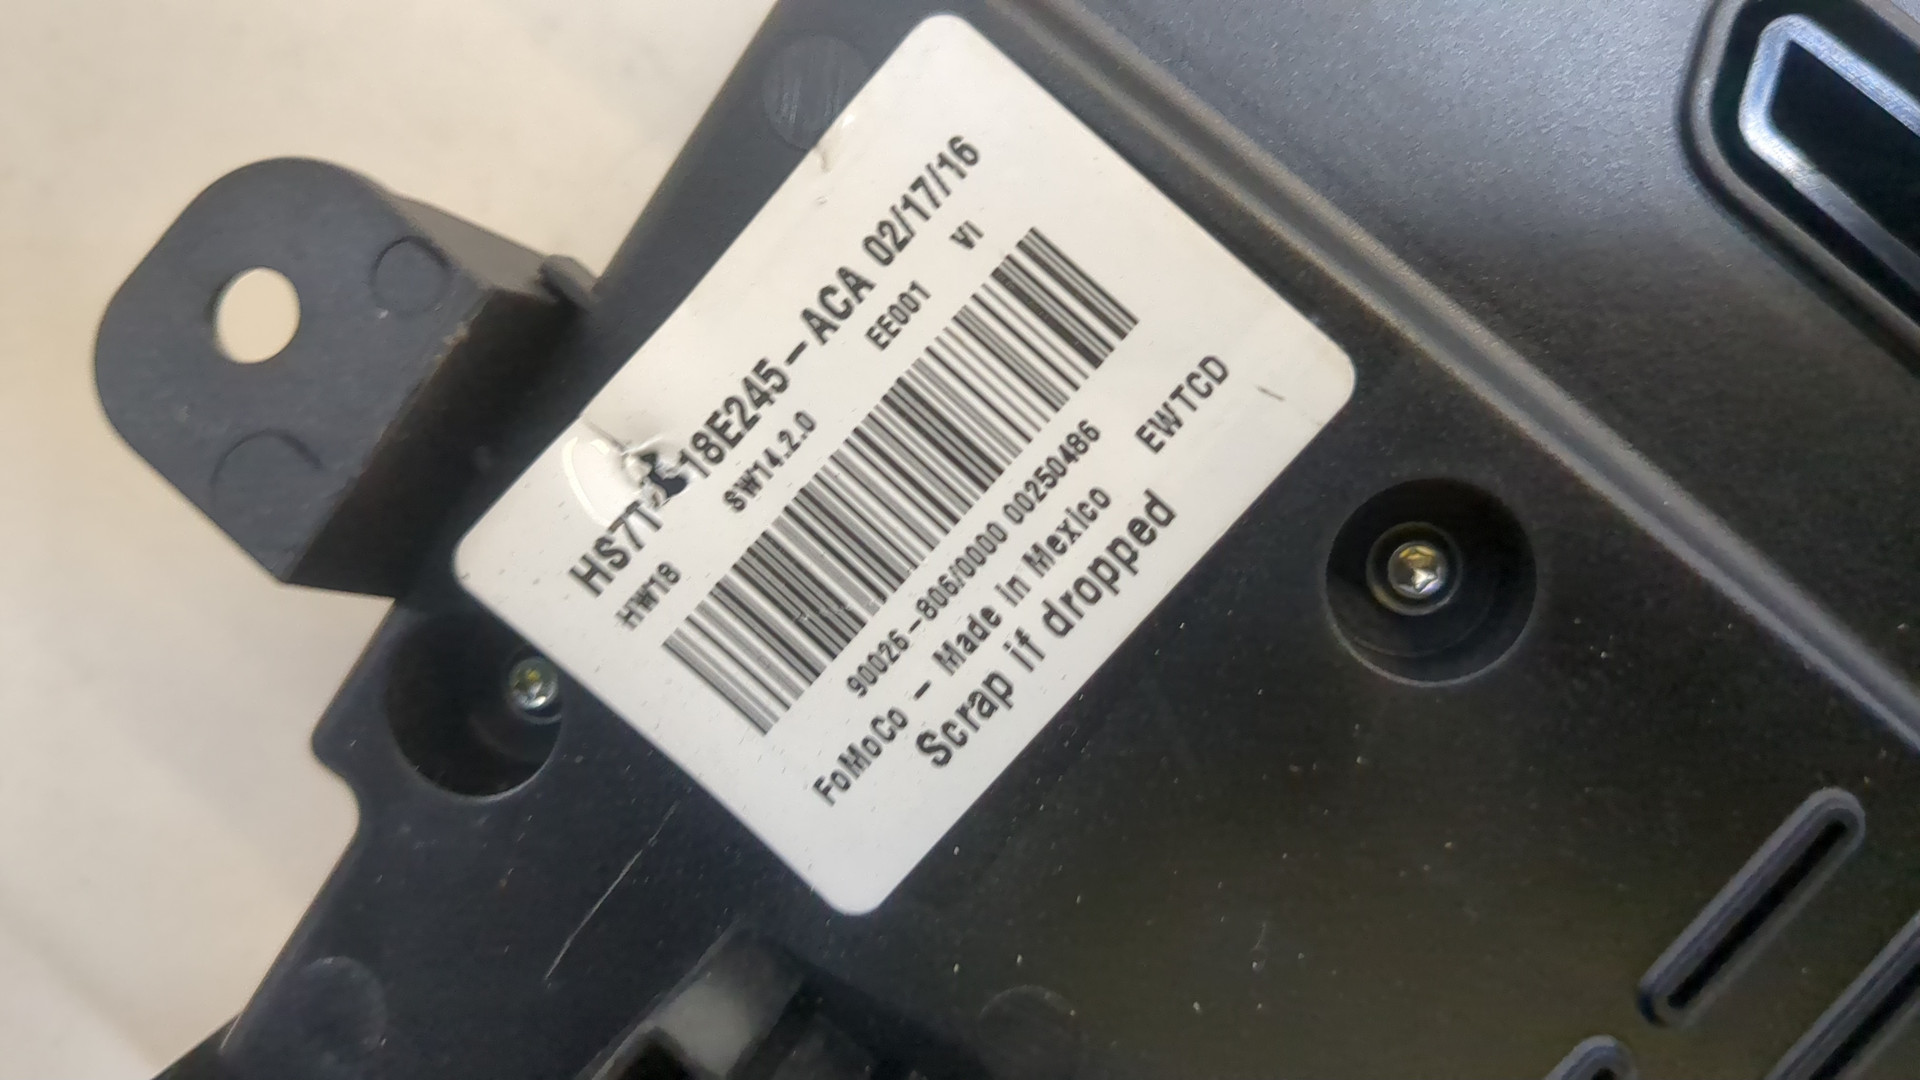 HS7T-18E245-ACA 02/17/16
HW18 SW14.2.0 EE001 VI
90026-806/0000 00250486
FoMoCo - Made in Mexico EWTCD
Scrap if dropped